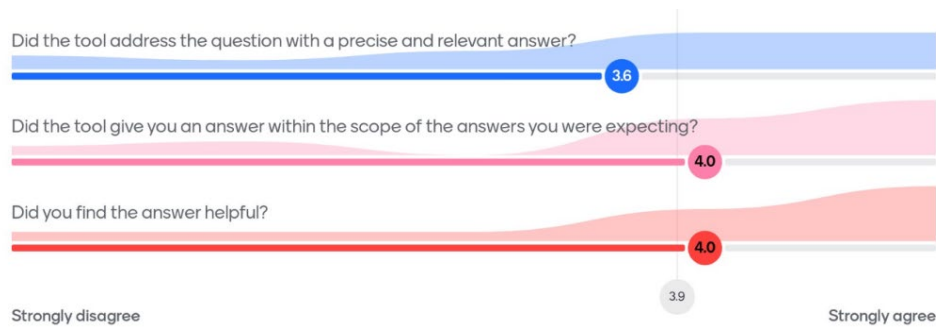 Did the tool address the question with a precise and relevant answer?
3.6
Did the tool give you an answer within the scope of the answers you were expecting?
4.0
Did you find the answer helpful?
4.0
3.9
Strongly disagree
Strongly agree